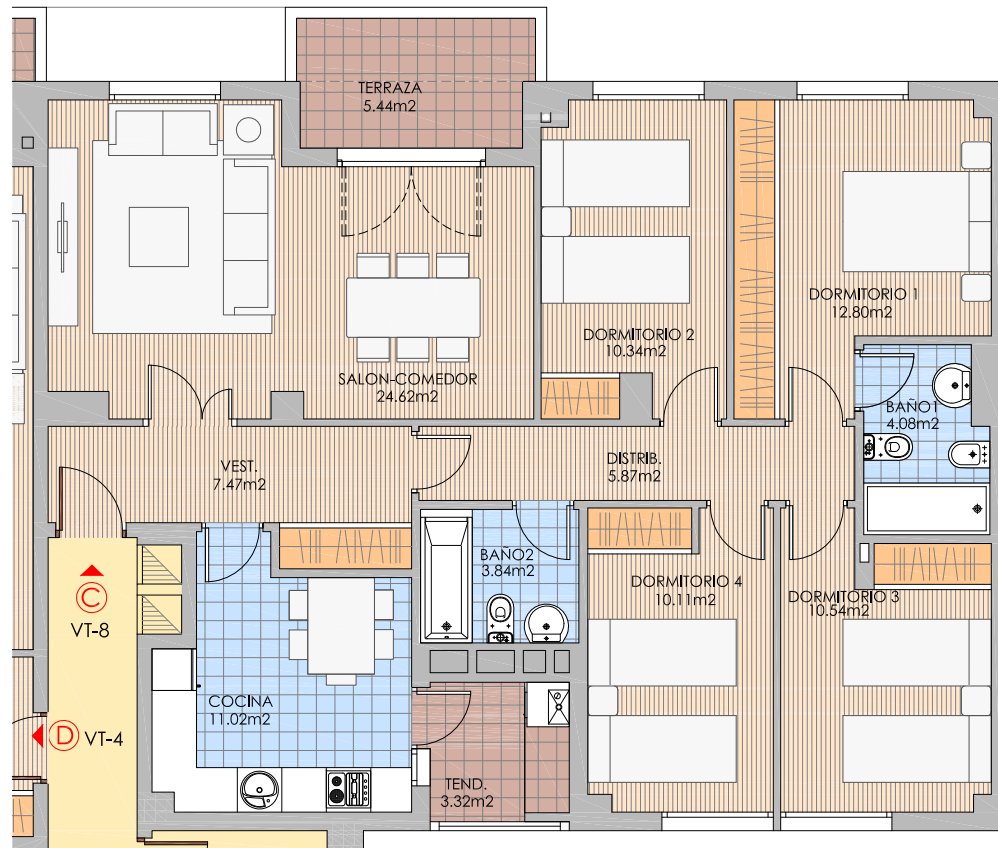 TERRAZA
5.44m2
DORMITORIO 1
12.80m2
DORMITORIO 2
10.34m2
SALON-COMEDOR
24.62m2
BAÑO1
4.08m2
VEST.
7.47m2
DISTRIB.
5.87m2
BAÑO2
3.84m2
DORMITORIO 4
10.11m2
DORMITORIO 3
10.54m2
C
VT-8
COCINA
11.02m2
D VT-4
TEND.
3.32m2